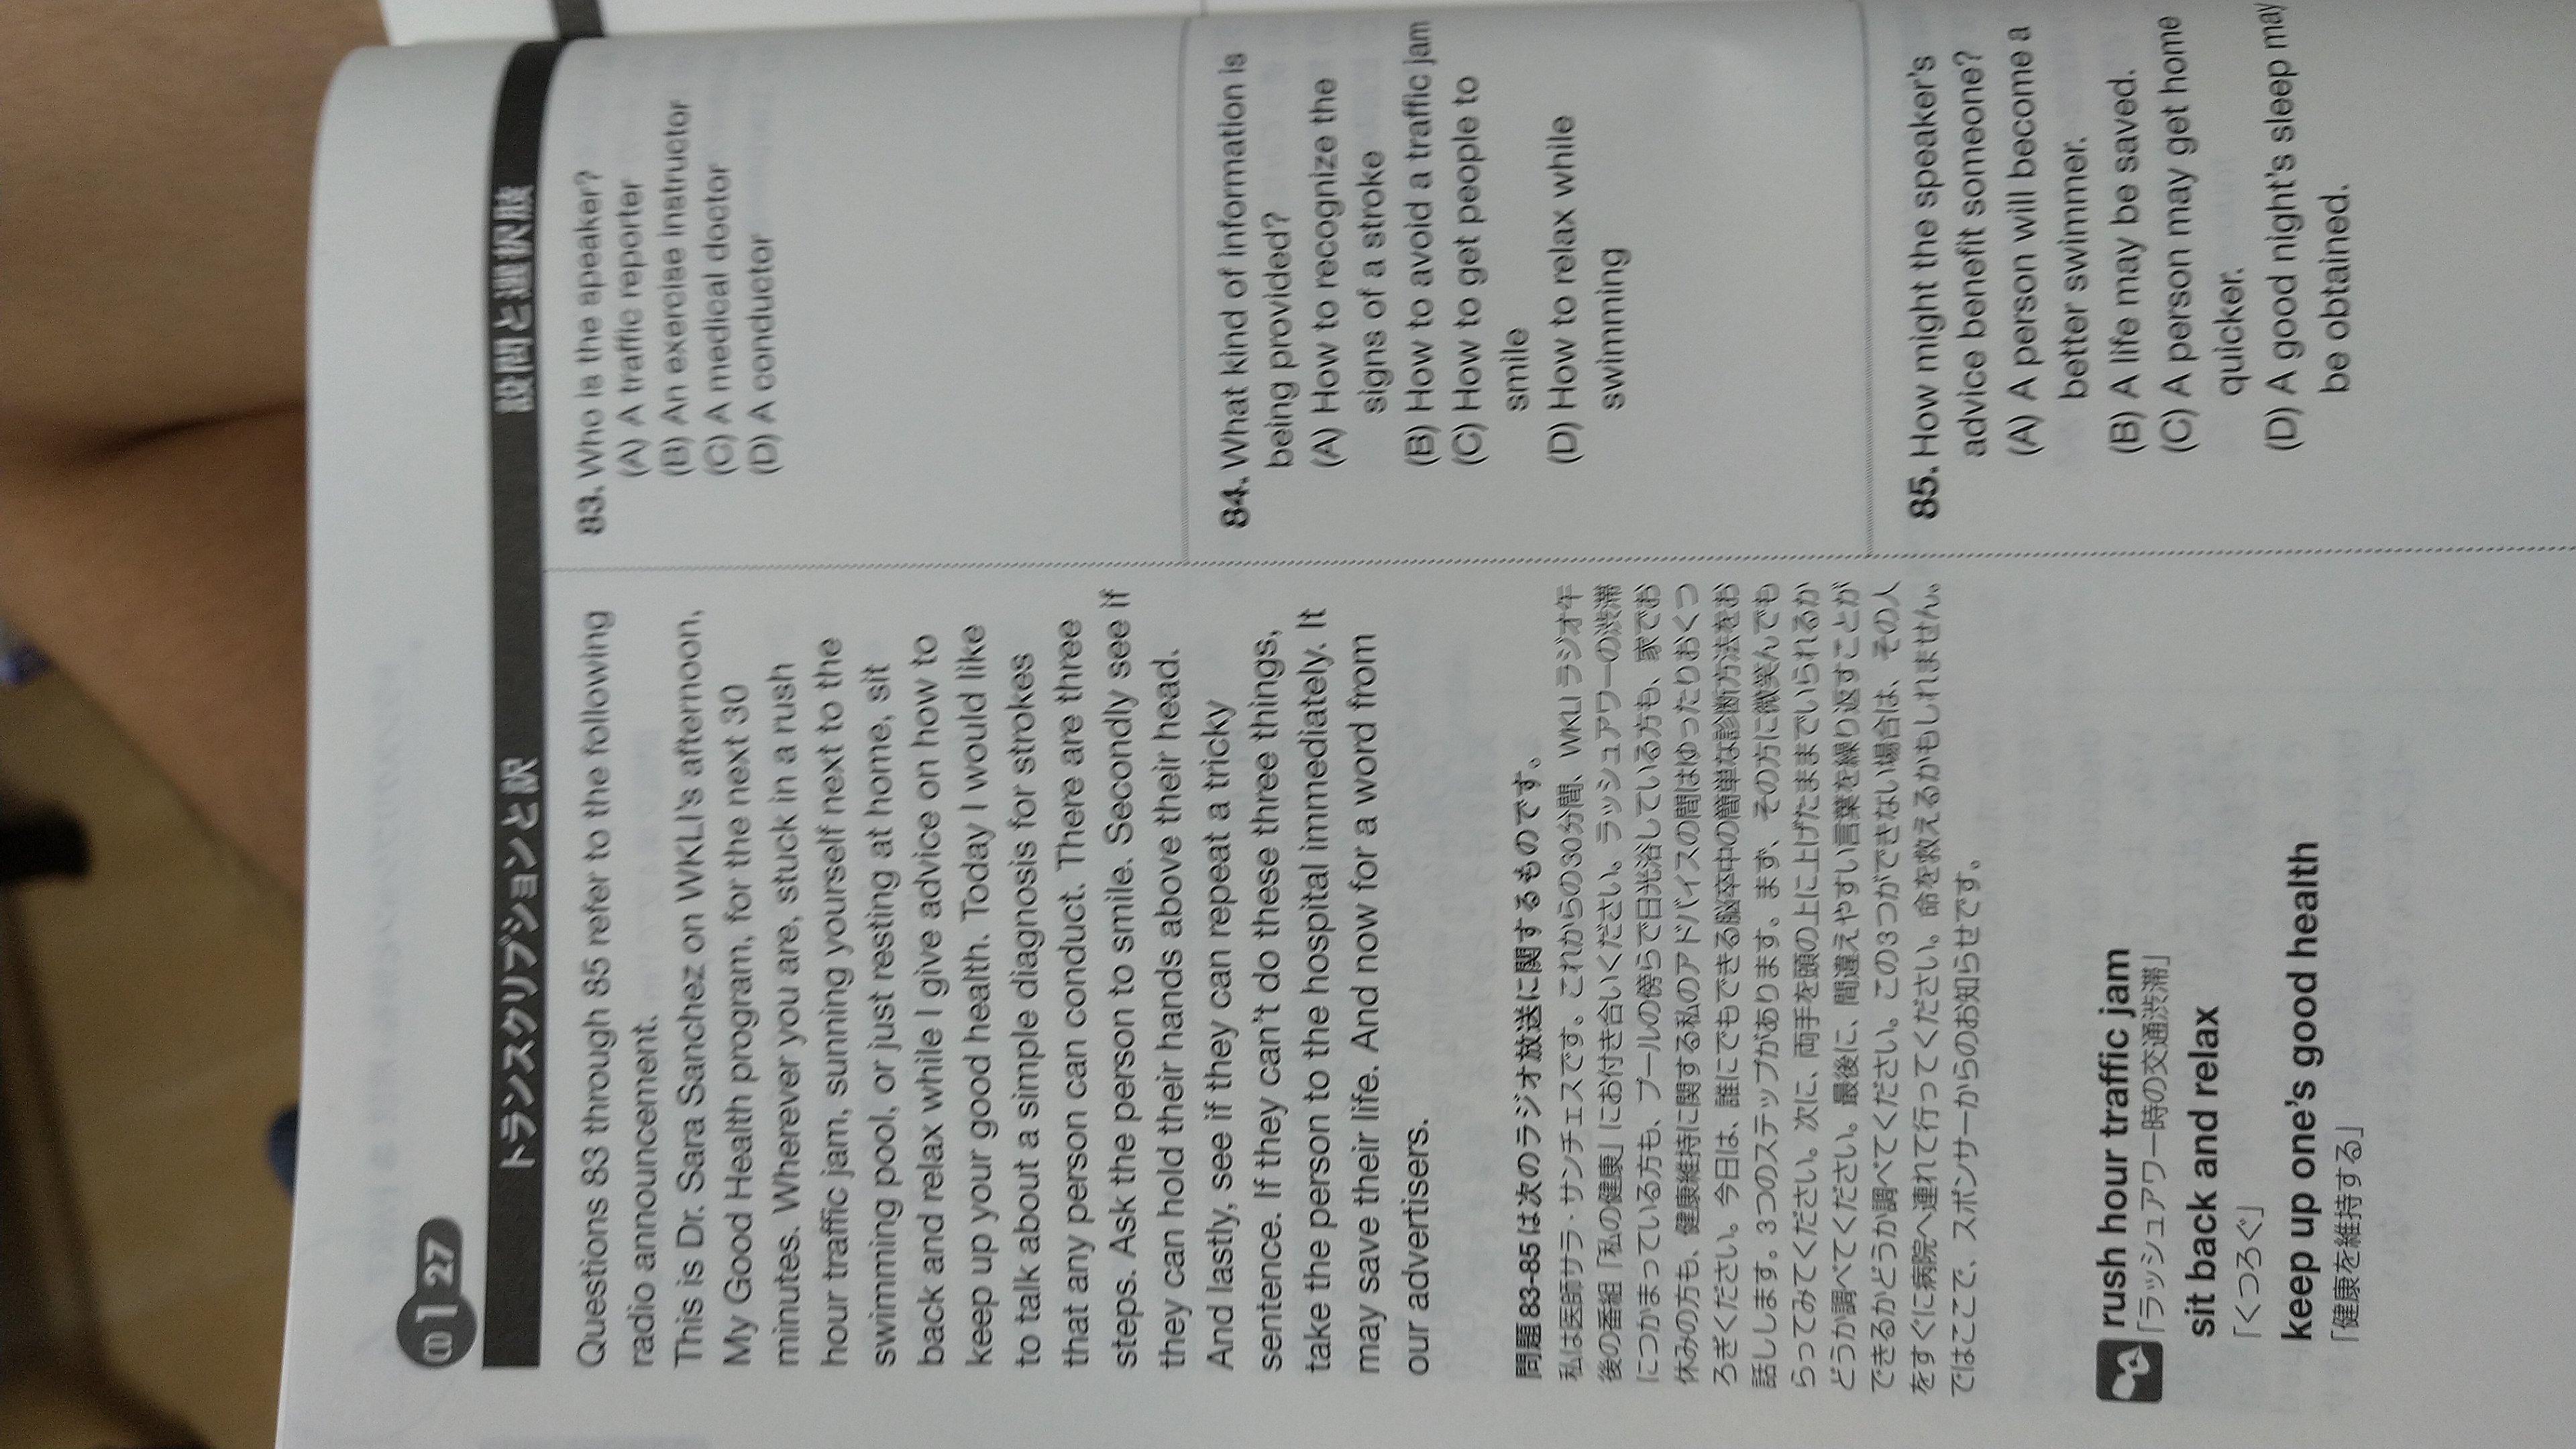 CD 1 27
トランスクリプションと訳
設問と選択肢
Questions 83 through 85 refer to the following
radio announcement.
This is Dr. Sara Sanchez on WKLI's afternoon,
My Good Health program, for the next 30
minutes. Wherever you are, stuck in a rush
hour traffic jam, sunning yourself next to the
swimming pool, or just resting at home, sit
back and relax while I give advice on how to
keep up your good health. Today I would like
to talk about a simple diagnosis for strokes
that any person can conduct. There are three
steps. Ask the person to smile. Secondly see if
they can hold their hands above their head.
And lastly, see if they can repeat a tricky
sentence. If they can't do these three things,
take the person to the hospital immediately. It
may save their life. And now for a word from
our advertisers.
問題83-85は次のラジオ放送に関するものです。
私は医師サラ・サンチェスです。これからの30分間、WKLI ラジオ午
後の番組「私の健康」にお付き合いください。ラッシュアワーの渋滞
につかまっている方も、プールの傍らで日光浴している方も、家でお
休みの方も、健康維持に関する私のアドバイスの間はゆったりおくつ
ろぎください。今日は、誰にでもできる脳卒中の簡単な診断方法をお
話しします。3つのステップがあります。まず、その方に微笑んでも
らってみてください。次に、両手を頭の上に上げたままでいられるか
どうか調べてください。最後に、間違えやすい言葉を繰り返すことが
できるかどうか調べてください。この3つができない場合は、その人
をすぐに病院へ連れて行ってください。命を救えるかもしれません。
ではここで、スポンサーからのお知らせです。
rush hour traffic jam
「ラッシュアワー時の交通渋滞」
sit back and relax
「くつろぐ」
keep up one's good health
「健康を維持する」
83. Who is the speaker?
(A) A traffic reporter
(B) An exercise instructor
(C) A medical doctor
(D) A conductor
84. What kind of information is
being provided?
(A) How to recognize the
signs of a stroke
(B) How to avoid a traffic jam
(C) How to get people to
smile
(D) How to relax while
swimming
85. How might the speaker's
advice benefit someone?
(A) A person will become a
better swimmer.
(B) A life may be saved.
(C) A person may get home
quicker.
(D) A good night's sleep may
be obtained.